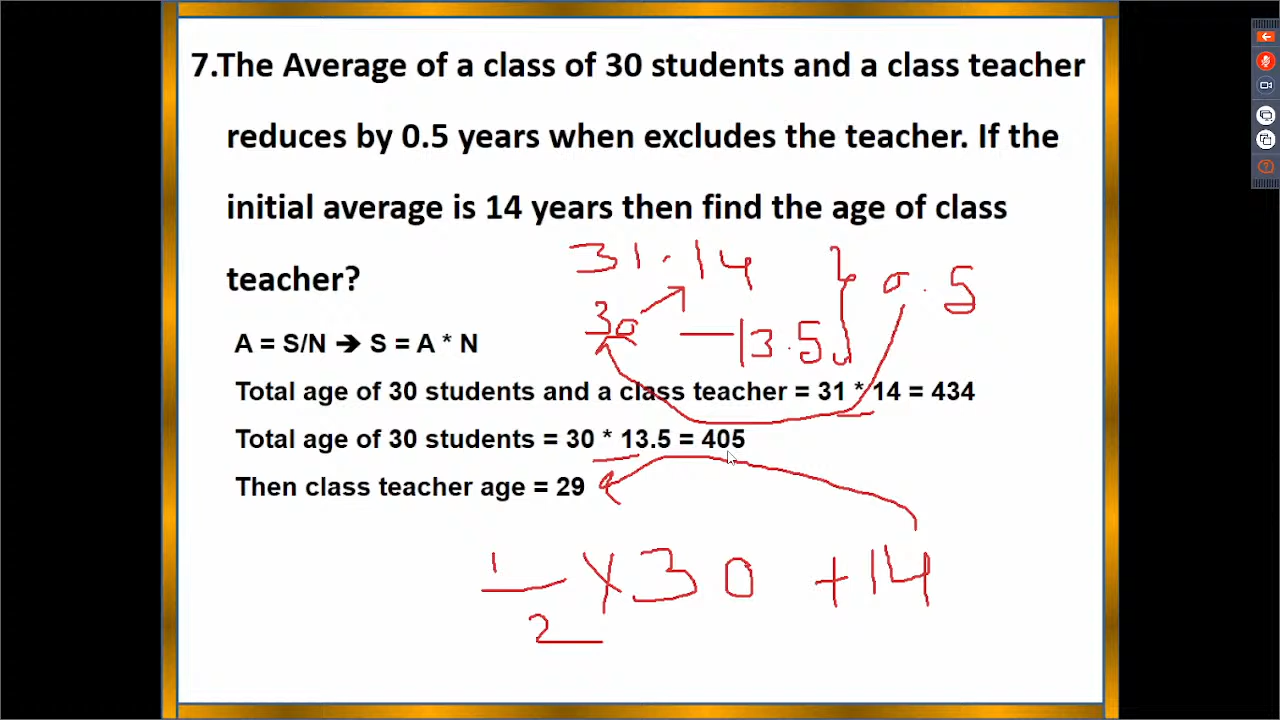 7.The Average of a class of 30 students and a class teacher
reduces by 0.5 years when excludes the teacher. If the
initial average is 14 years then find the age of class
teacher?
31 . 14
0.5
30 — 13.5
A = S/N ➔ S = A * N
Total age of 30 students and a class teacher = 31 * 14 = 434
Total age of 30 students = 30 * 13.5 = 405
Then class teacher age = 29
1/2 x 30 + 14